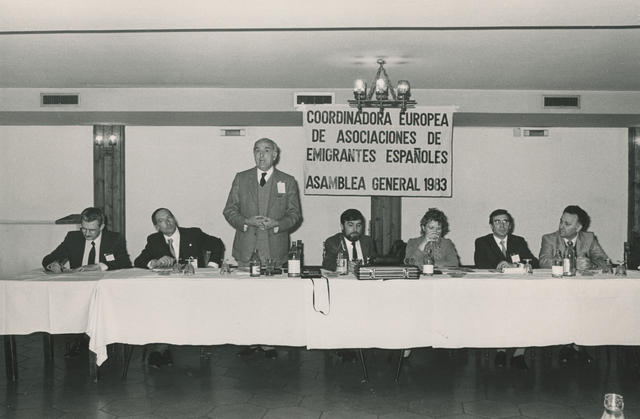 COORDINADORA EUROPEA
DE ASOCIACIONES DE
EMIGRANTES ESPAÑOLES
ASAMBLEA GENERAL 1983